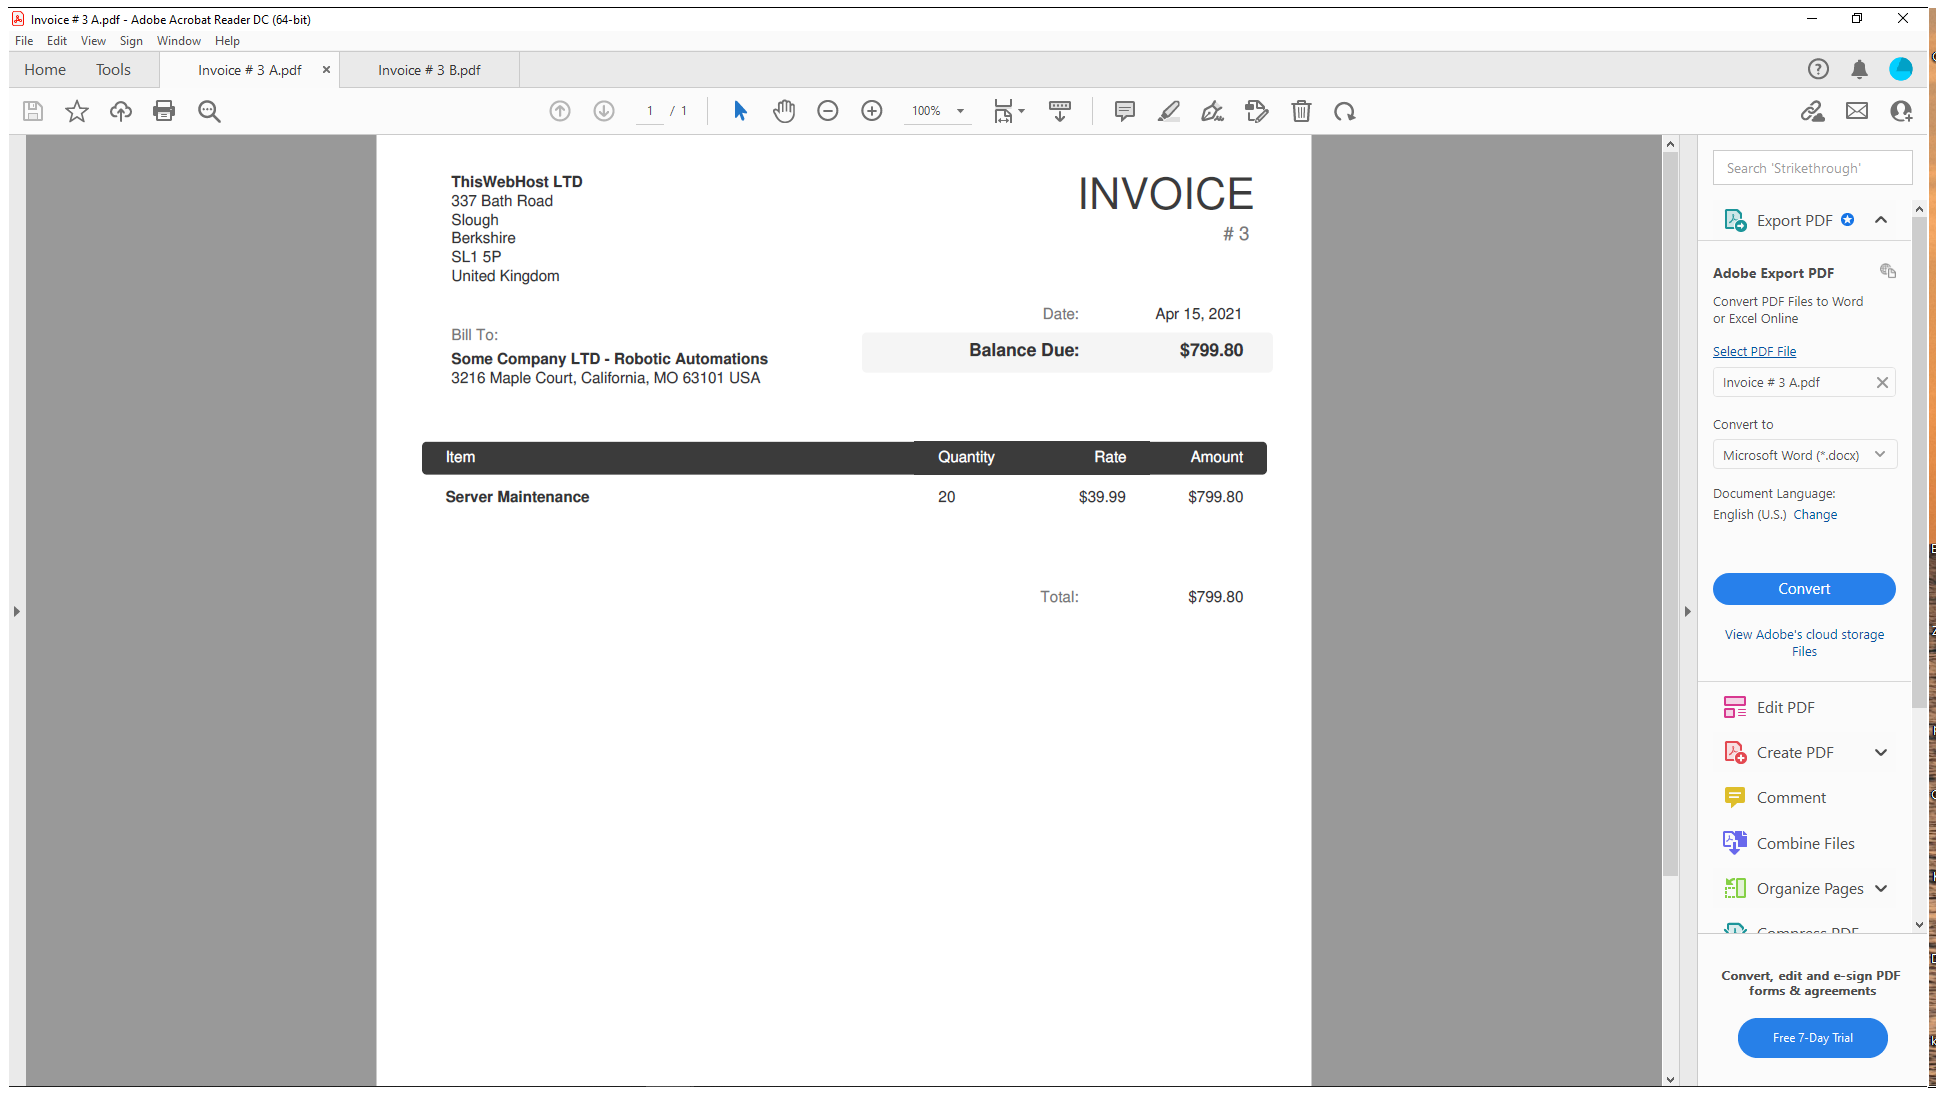 Invoice # 3 A.pdf - Adobe Acrobat Reader DC (64-bit)
File Edit View Sign Window Help
Home Tools Invoice # 3 A.pdf × Invoice # 3 B.pdf
1 / 1 100%
ThisWebHost LTD
337 Bath Road
Slough
Berkshire
SL1 5P
United Kingdom
INVOICE
# 3
Date: Apr 15, 2021
Balance Due: $799.80
Bill To:
Some Company LTD - Robotic Automations
3216 Maple Court, California, MO 63101 USA
Item Quantity Rate Amount
Server Maintenance 20 $39.99 $799.80
Total: $799.80
Search 'Strikethrough'
Export PDF
Adobe Export PDF
Convert PDF Files to Word
or Excel Online
Select PDF File
Invoice # 3 A.pdf
Convert to
Microsoft Word (*.docx)
Document Language:
English (U.S.) Change
Convert
View Adobe's cloud storage
Files
Edit PDF
Create PDF
Comment
Combine Files
Organize Pages
Compress PDF
Convert, edit and e-sign PDF
forms & agreements
Free 7-Day Trial